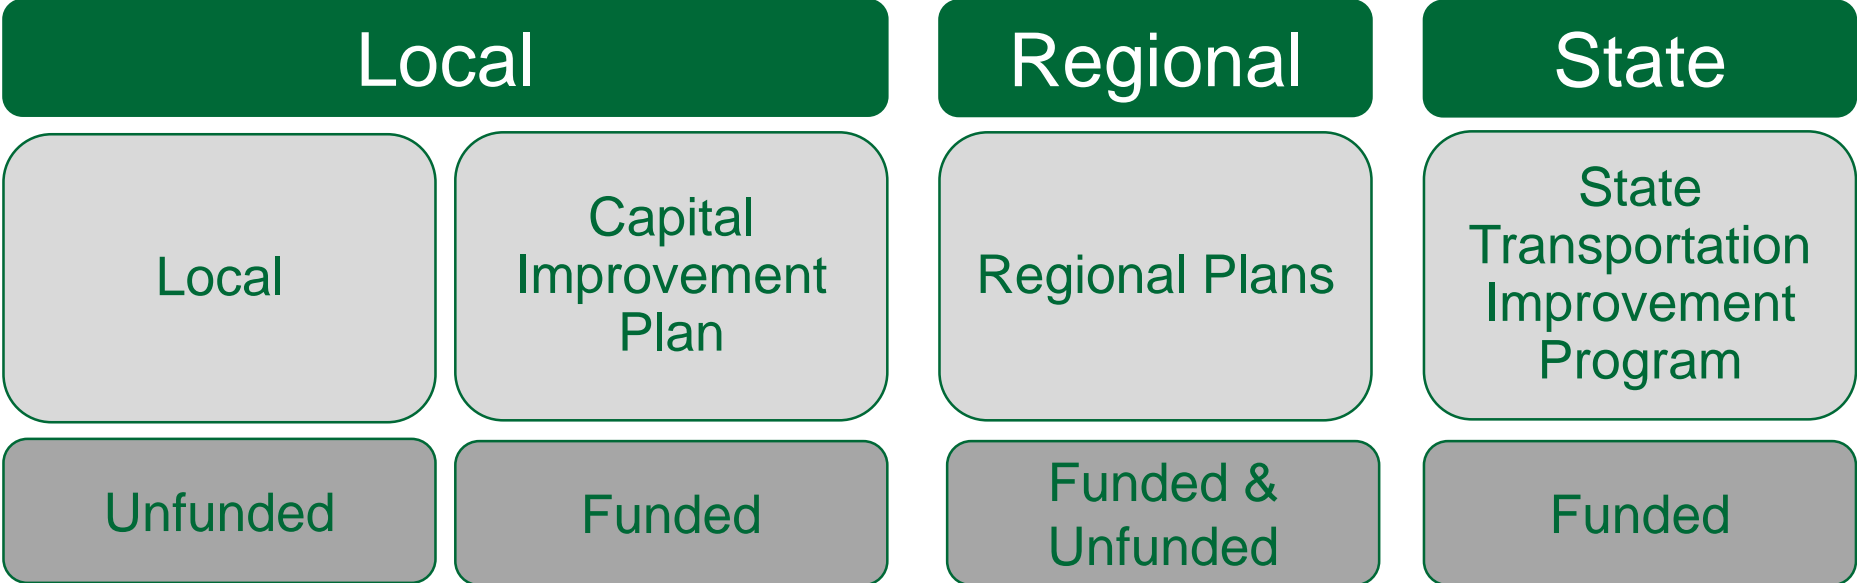 Local
Regional
State
Local
Capital
Improvement
Plan
Regional Plans
State
Transportation
Improvement
Program
Unfunded
Funded
Funded &
Unfunded
Funded